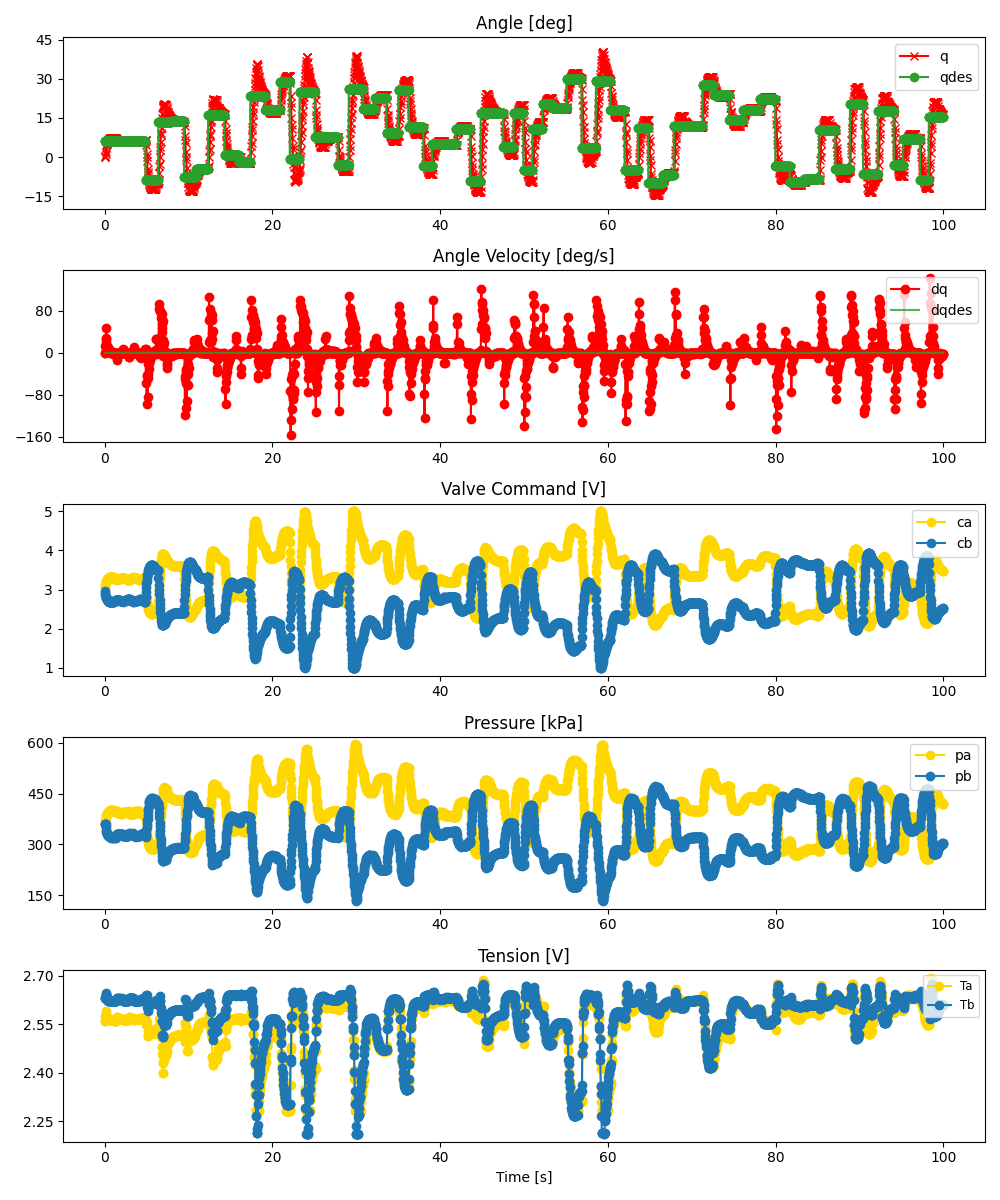 Angle [deg]
45
30
15
0
−15
q
qdes
0 20 40 60 80 100
Angle Velocity [deg/s]
80
0
−80
−160
dq
dqdes
0 20 40 60 80 100
Valve Command [V]
5
4
3
2
1
ca
cb
0 20 40 60 80 100
Pressure [kPa]
600
450
300
150
pa
pb
0 20 40 60 80 100
Tension [V]
2.70
2.55
2.40
2.25
Ta
Tb
0 20 40 60 80 100
Time [s]